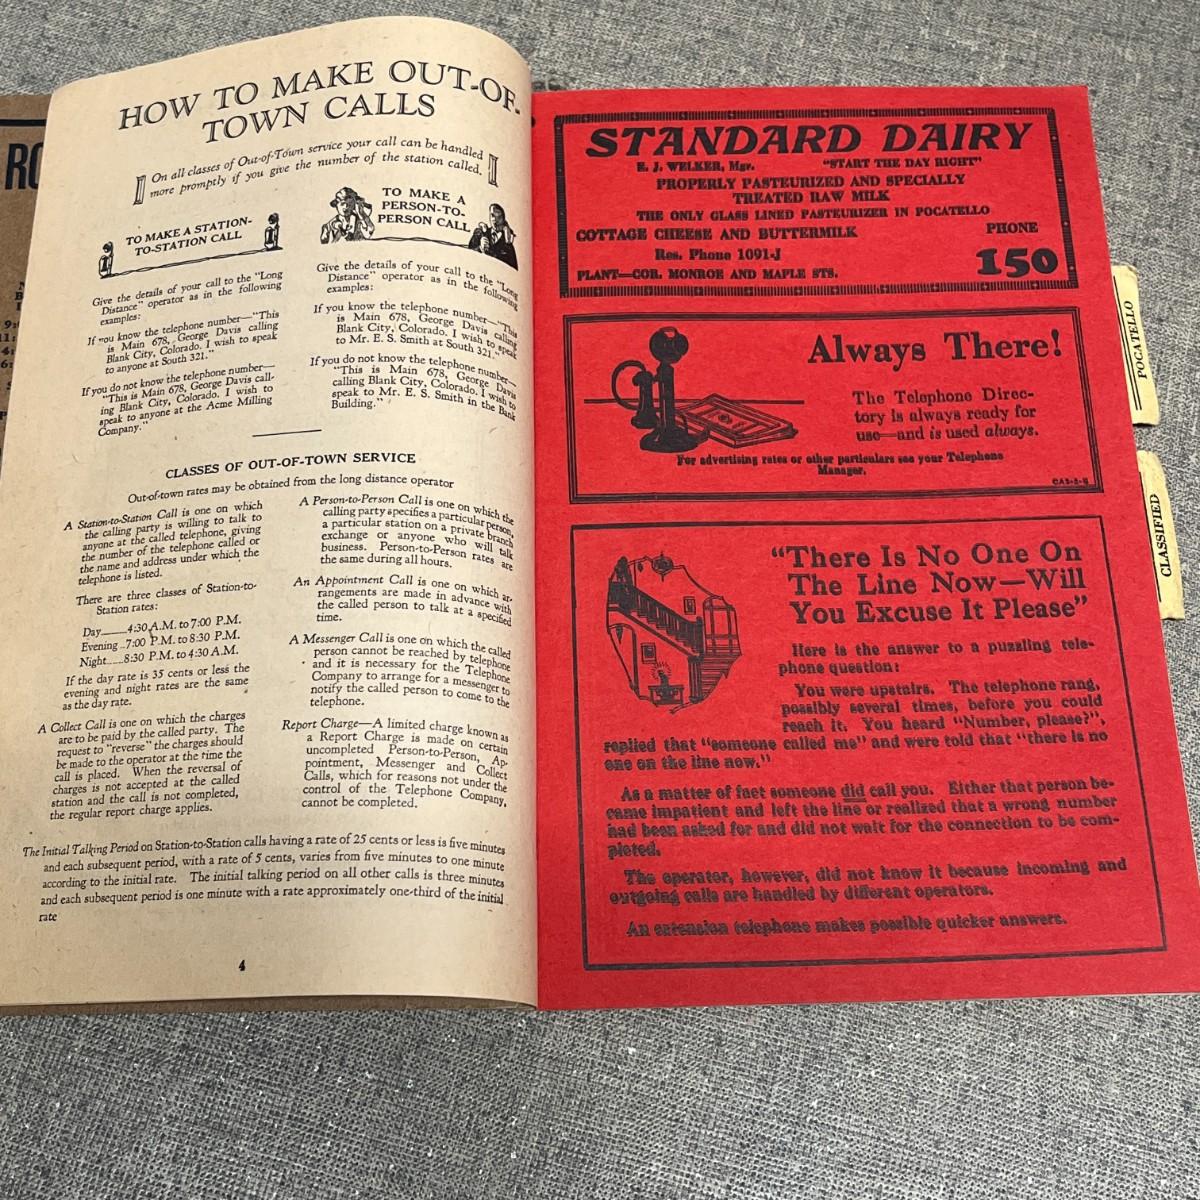 HOW TO MAKE OUT-OF-
TOWN CALLS
On all classes of Out-of-Town service your call can be handled
more promptly if you give the number of the station called.
TO MAKE A STATION-
TO-STATION CALL
Give the details of your call to the "Long
Distance" operator as in the following
examples:
If you know the telephone number—"This
is Main 678, George Davis calling
Blank City, Colorado. I wish to speak
to anyone at South 321."
If you do not know the telephone number—
"This is Main 678, George Davis call-
ing Blank City, Colorado. I wish to
speak to anyone at the Acme Milling
Company."
TO MAKE A
PERSON-TO-
PERSON CALL
Give the details of your call to the "Long
Distance" operator as in the following
examples:
If you know the telephone number—"This
is Main 678, George Davis calling
Blank City, Colorado. I wish to speak
to Mr. E. S. Smith at South 321."
If you do not know the telephone number—
"This is Main 678, George Davis
calling Blank City, Colorado. I wish to
speak to Mr. E. S. Smith in the Bank
Building."
CLASSES OF OUT-OF-TOWN SERVICE
Out-of-town rates may be obtained from the long distance operator
A Station-to-Station Call is one on which
the calling party is willing to talk to
anyone at the called telephone, giving
the number of the telephone called or
the name and address under which the
telephone is listed.
There are three classes of Station-to-
Station rates:
Day____4:30 A.M. to 7:00 P.M.
Evening__7:00 P.M. to 8:30 P.M.
Night___8:30 P.M. to 4:30 A.M.
If the day rate is 35 cents or less the
evening and night rates are the same
as the day rate.
A Collect Call is one on which the charges
are to be paid by the called party. The
request to "reverse" the charges should
be made to the operator at the time the
call is placed. When the reversal of
charges is not accepted at the called
station and the call is not completed,
the regular report charge applies.
A Person-to-Person Call is one on which the
calling party specifies a particular person,
a particular station on a private branch
exchange or anyone who will talk
business. Person-to-Person rates are
the same during all hours.
An Appointment Call is one on which ar-
rangements are made in advance with
the called person to talk at a specified
time.
A Messenger Call is one on which the called
person cannot be reached by telephone
and it is necessary for the Telephone
Company to arrange for a messenger to
notify the called person to come to the
telephone.
Report Charge—A limited charge known as
a Report Charge is made on certain
uncompleted Person-to-Person, Ap-
pointment, Messenger and Collect
Calls, which for reasons not under the
control of the Telephone Company,
cannot be completed.
The Initial Talking Period on Station-to-Station calls having a rate of 25 cents or less is five minutes
and each subsequent period, with a rate of 5 cents, varies from five minutes to one minute
according to the initial rate. The initial talking period on all other calls is three minutes
and each subsequent period is one minute with a rate approximately one-third of the initial
rate
4
STANDARD DAIRY
E. J. WELKER, Mgr. "START THE DAY RIGHT"
PROPERLY PASTEURIZED AND SPECIALLY
TREATED RAW MILK
THE ONLY GLASS LINED PASTEURIZER IN POCATELLO
COTTAGE CHEESE AND BUTTERMILK
PHONE
Res. Phone 1091-J
150
PLANT—COR. MONROE AND MAPLE STS.
Always There!
The Telephone Direc-
tory is always ready for
use—and is used always.
For advertising rates or other particulars see your Telephone
Manager.
"There Is No One On
The Line Now—Will
You Excuse It Please"
Here is the answer to a puzzling tele-
phone question:
You were upstairs. The telephone rang,
possibly several times, before you could
reach it. You heard "Number, please?",
replied that "someone called me" and were told that "there is no
one on the line now."
As a matter of fact someone did call you. Either that person be-
came impatient and left the line or realized that a wrong number
had been asked for and did not wait for the connection to be com-
pleted.
The operator, however, did not know it because incoming and
outgoing calls are handled by different operators.
An extension telephone makes possible quicker answers.
POCATELLO
CLASSIFIED